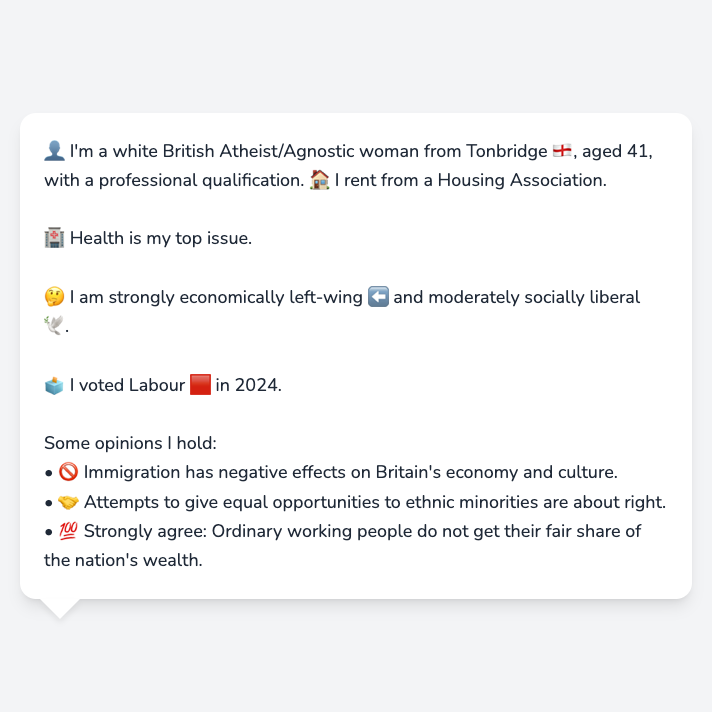 👤 I'm a white British Atheist/Agnostic woman from Tonbridge 🏴󠁧󠁢󠁥󠁮󠁧󠁿, aged 41,
with a professional qualification. 🏠 I rent from a Housing Association.
🏥 Health is my top issue.
🤔 I am strongly economically left-wing ⬅️ and moderately socially liberal
🕊️.
🗳️ I voted Labour 🟥 in 2024.
Some opinions I hold:
• 🚫 Immigration has negative effects on Britain's economy and culture.
• 🤝 Attempts to give equal opportunities to ethnic minorities are about right.
• 💯 Strongly agree: Ordinary working people do not get their fair share of
the nation's wealth.